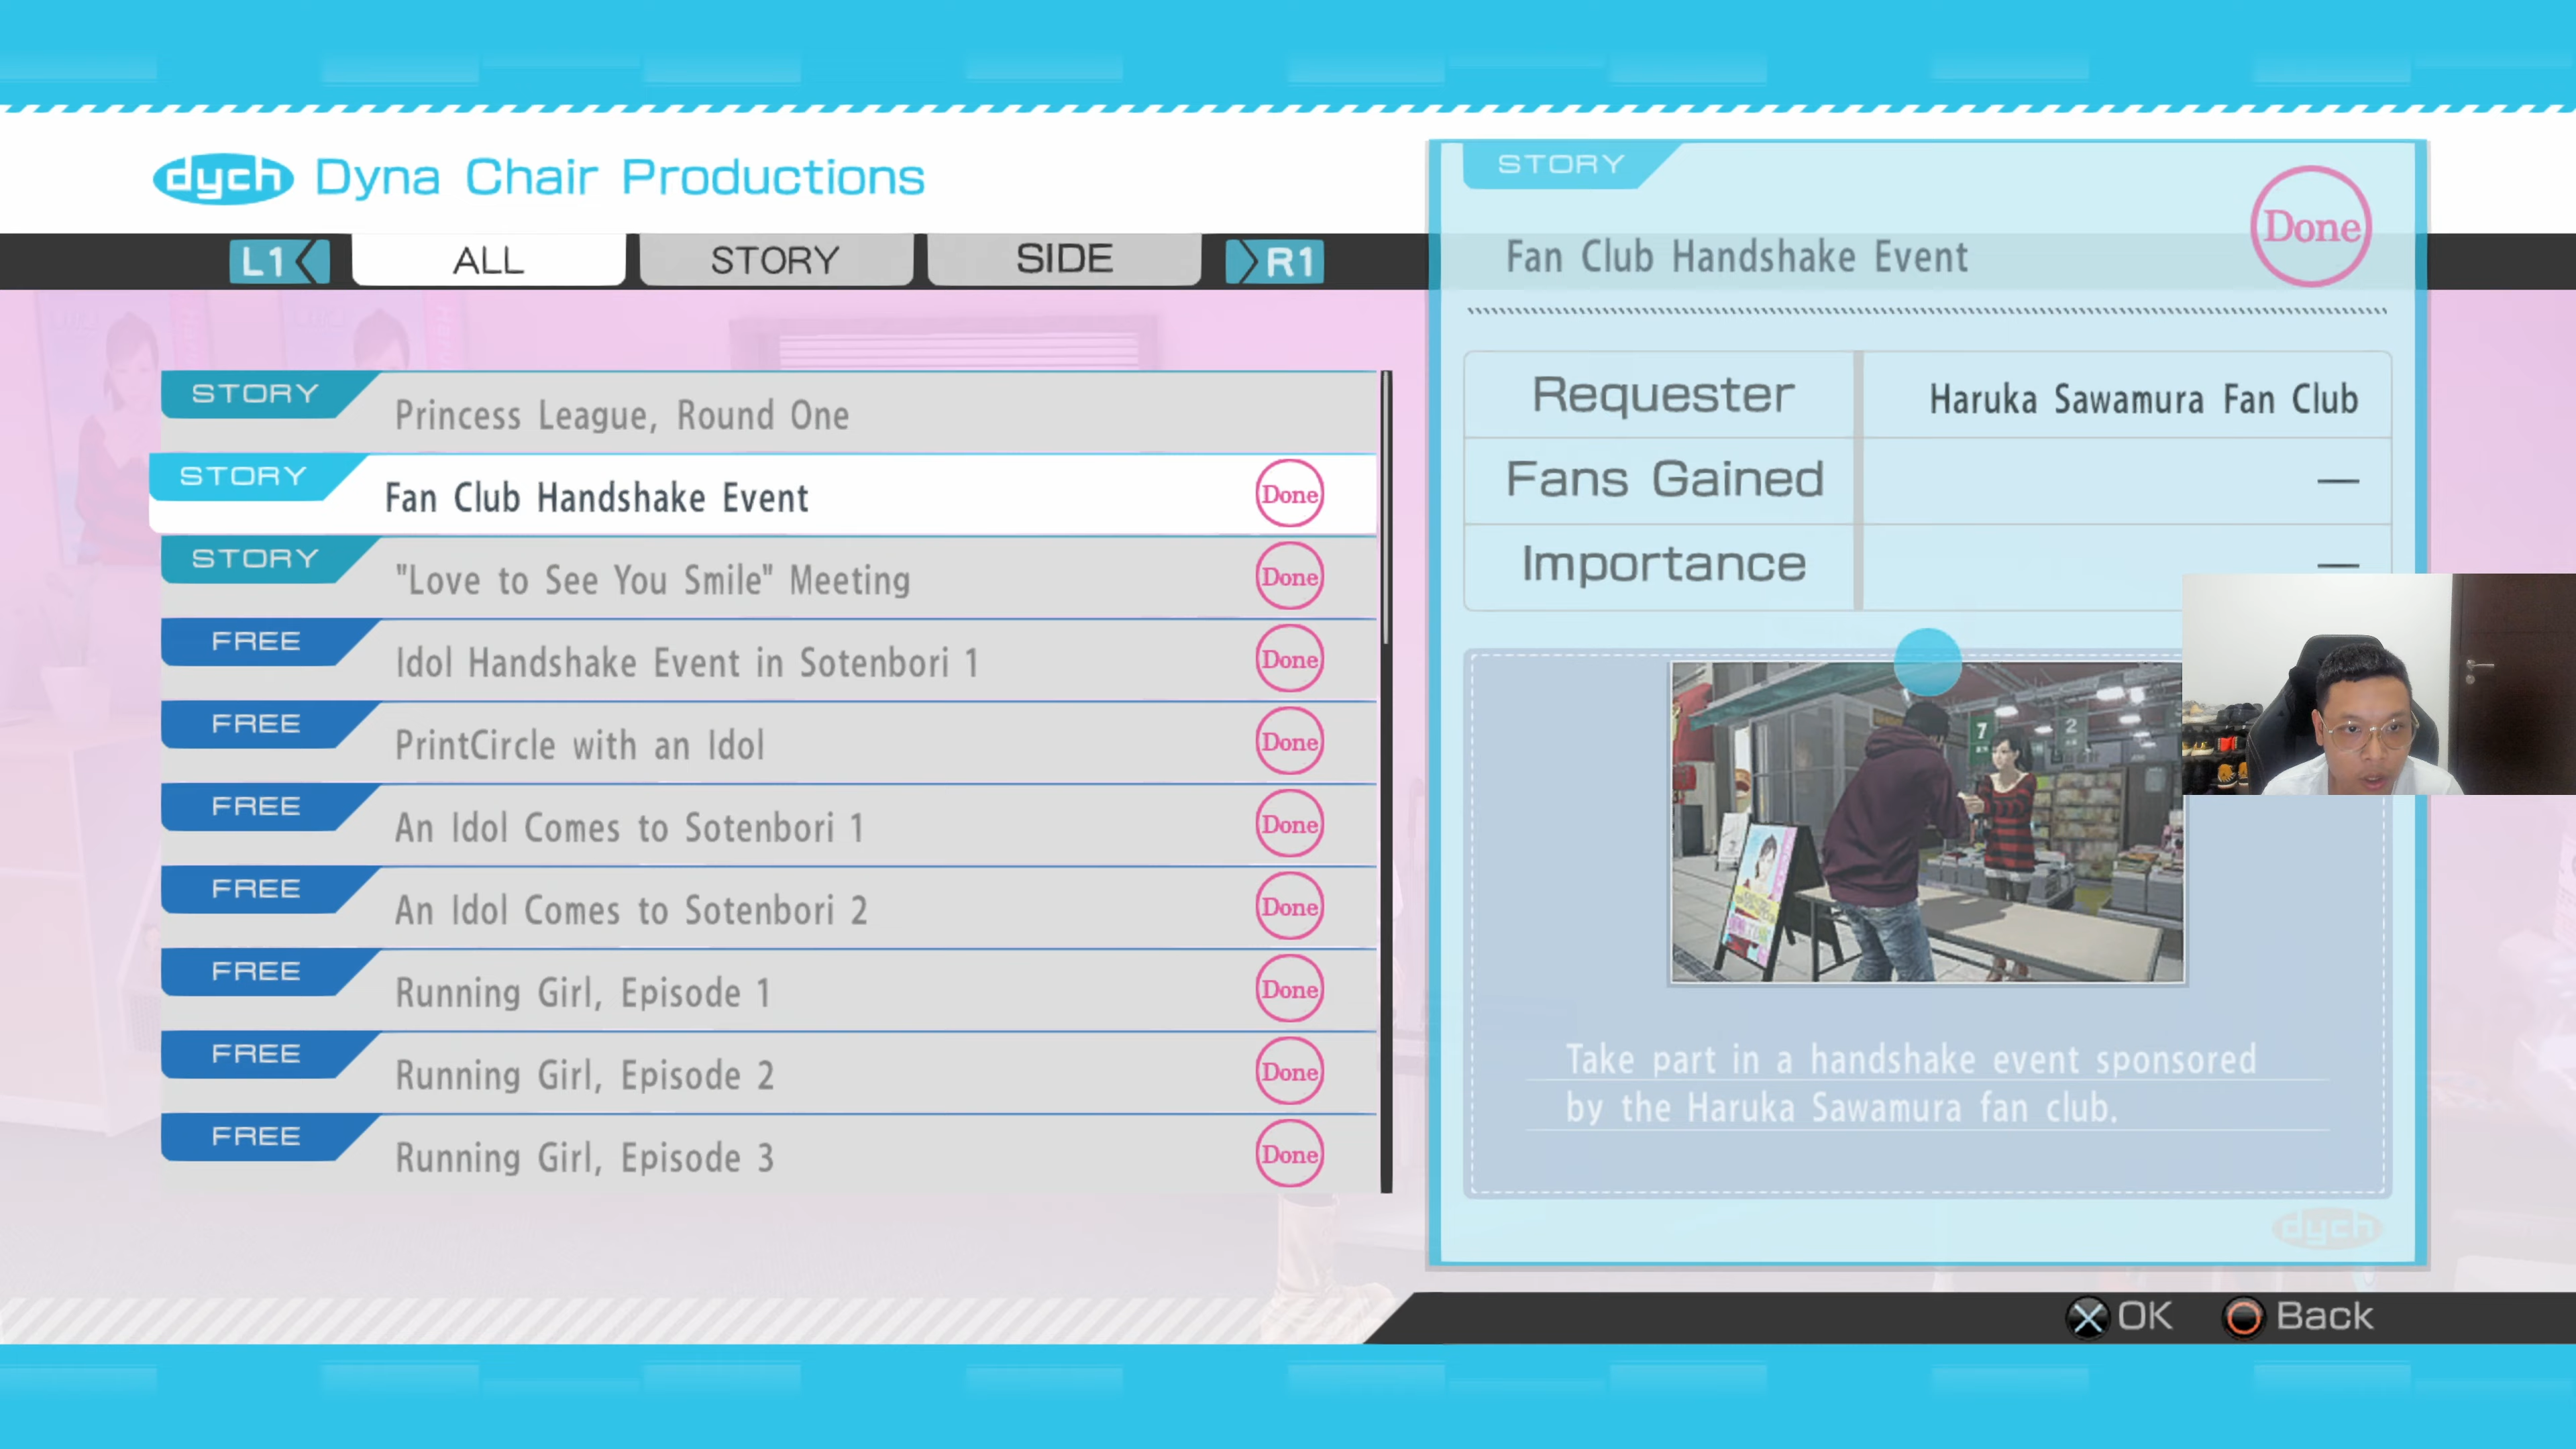 dych Dyna Chair Productions
L1 ALL STORY SIDE R1
STORY Princess League, Round One
STORY Fan Club Handshake Event Done
STORY "Love to See You Smile" Meeting Done
FREE Idol Handshake Event in Sotenbori 1 Done
FREE PrintCircle with an Idol Done
FREE An Idol Comes to Sotenbori 1 Done
FREE An Idol Comes to Sotenbori 2 Done
FREE Running Girl, Episode 1 Done
FREE Running Girl, Episode 2 Done
FREE Running Girl, Episode 3 Done
STORY
Fan Club Handshake Event Done
Requester Haruka Sawamura Fan Club
Fans Gained —
Importance —
7 2
Take part in a handshake event sponsored
by the Haruka Sawamura fan club.
dych
OK Back